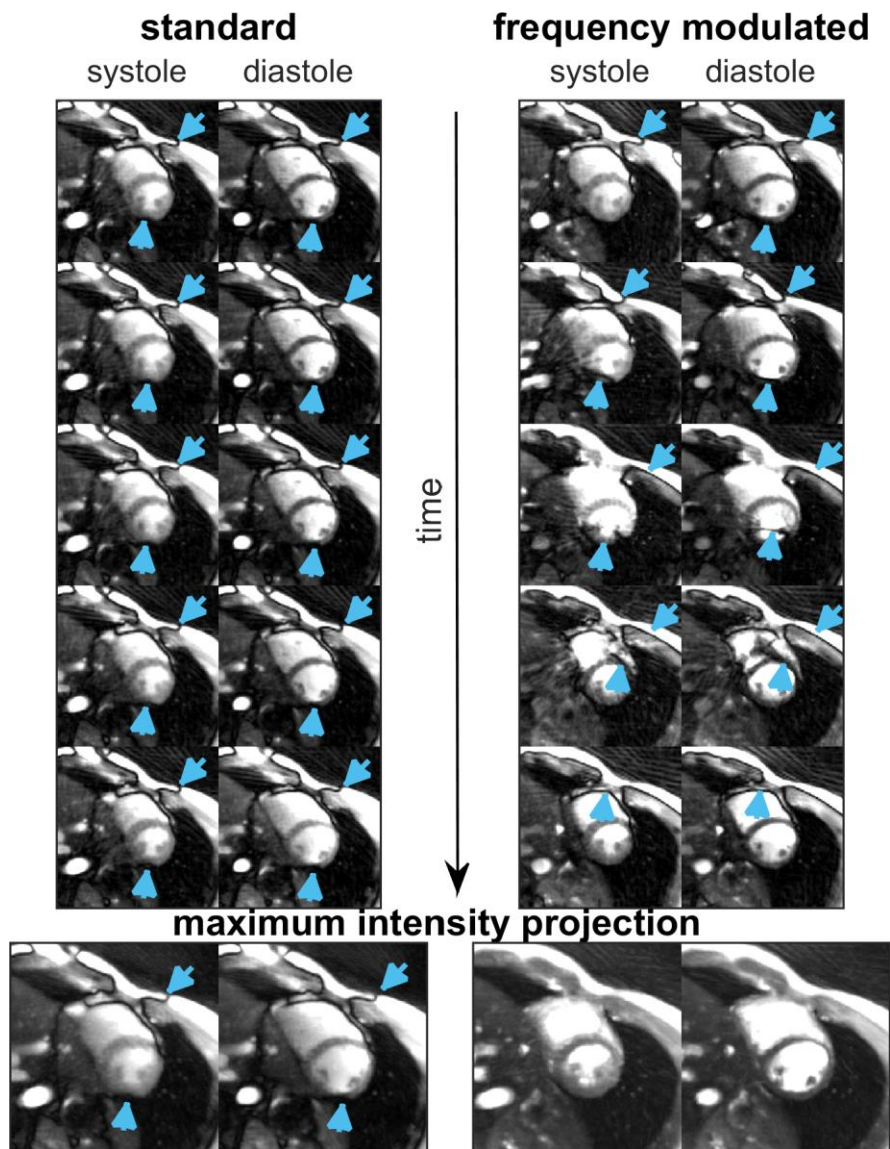 standard
frequency modulated
systole
diastole
systole
diastole
time
maximum intensity projection